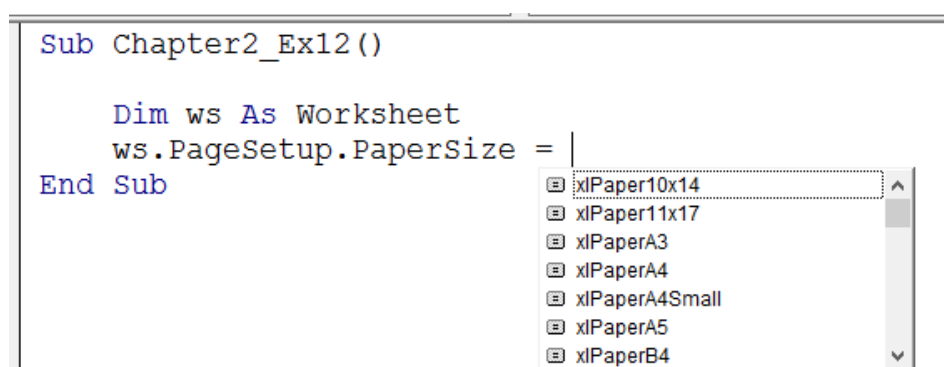 Sub Chapter2_Ex12()
Dim ws As Worksheet
ws.PageSetup.PaperSize =
End Sub
xlPaper10x14
xlPaper11x17
xlPaperA3
xlPaperA4
xlPaperA4Small
xlPaperA5
xlPaperB4